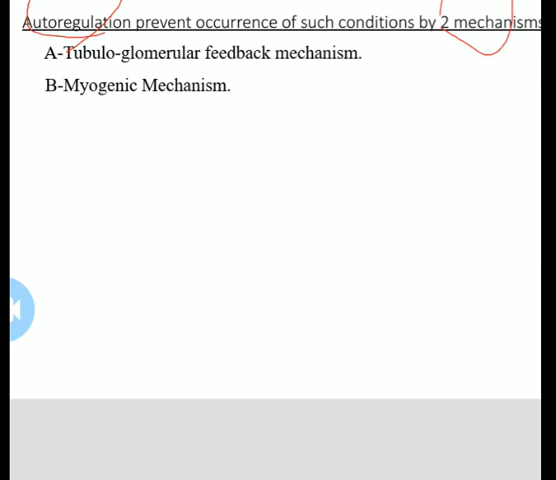 Autoregulation prevent occurrence of such conditions by 2 mechanisms
A-Tubulo-glomerular feedback mechanism.
B-Myogenic Mechanism.